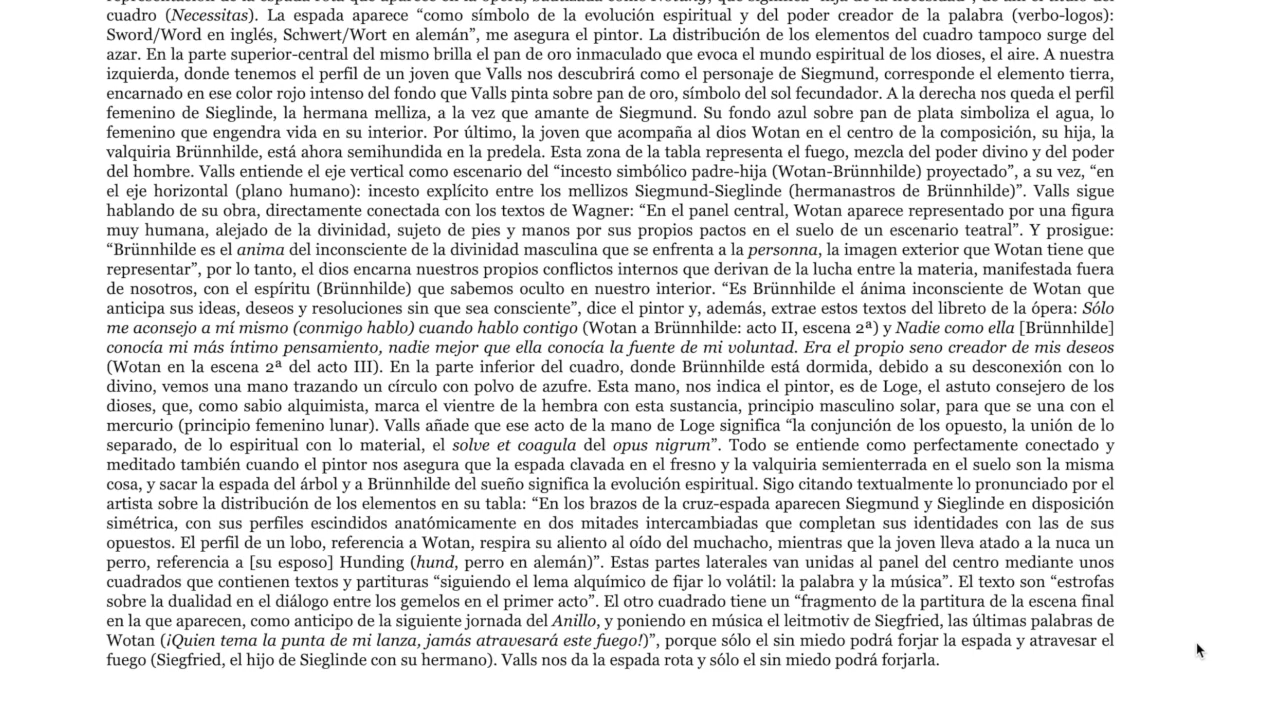 cuadro (Necessitas). La espada aparece “como símbolo de la evolución espiritual y del poder creador de la palabra (verbo-logos):
Sword/Word en inglés, Schwert/Wort en alemán”, me asegura el pintor. La distribución de los elementos del cuadro tampoco surge del
azar. En la parte superior-central del mismo brilla el pan de oro inmaculado que evoca el mundo espiritual de los dioses, el aire. A nuestra
izquierda, donde tenemos el perfil de un joven que Valls nos descubrirá como el personaje de Siegmund, corresponde el elemento tierra,
encarnado en ese color rojo intenso del fondo que Valls pinta sobre pan de oro, símbolo del sol fecundador. A la derecha nos queda el perfil
femenino de Sieglinde, la hermana melliza, a la vez que amante de Siegmund. Su fondo azul sobre pan de plata simboliza el agua, lo
femenino que engendra vida en su interior. Por último, la joven que acompaña al dios Wotan en el centro de la composición, su hija, la
valquiria Brünnhilde, está ahora semihundida en la predela. Esta zona de la tabla representa el fuego, mezcla del poder divino y del poder
del hombre. Valls entiende el eje vertical como escenario del “incesto simbólico padre-hija (Wotan-Brünnhilde) proyectado”, a su vez, “en
el eje horizontal (plano humano): incesto explícito entre los mellizos Siegmund-Sieglinde (hermanastros de Brünnhilde)”. Valls sigue
hablando de su obra, directamente conectada con los textos de Wagner: “En el panel central, Wotan aparece representado por una figura
muy humana, alejado de la divinidad, sujeto de pies y manos por sus propios pactos en el suelo de un escenario teatral”. Y prosigue:
“Brünnhilde es el anima del inconsciente de la divinidad masculina que se enfrenta a la personna, la imagen exterior que Wotan tiene que
representar”, por lo tanto, el dios encarna nuestros propios conflictos internos que derivan de la lucha entre la materia, manifestada fuera
de nosotros, con el espíritu (Brünnhilde) que sabemos oculto en nuestro interior. “Es Brünnhilde el ánima inconsciente de Wotan que
anticipa sus ideas, deseos y resoluciones sin que sea consciente”, dice el pintor y, además, extrae estos textos del libreto de la ópera: Sólo
me aconsejo a mí mismo (conmigo hablo) cuando hablo contigo (Wotan a Brünnhilde: acto II, escena 2ª) y Nadie como ella [Brünnhilde]
conocía mi más íntimo pensamiento, nadie mejor que ella conocía la fuente de mi voluntad. Era el propio seno creador de mis deseos
(Wotan en la escena 2ª del acto III). En la parte inferior del cuadro, donde Brünnhilde está dormida, debido a su desconexión con lo
divino, vemos una mano trazando un círculo con polvo de azufre. Esta mano, nos indica el pintor, es de Loge, el astuto consejero de los
dioses, que, como sabio alquimista, marca el vientre de la hembra con esta sustancia, principio masculino solar, para que se una con el
mercurio (principio femenino lunar). Valls añade que ese acto de la mano de Loge significa “la conjunción de los opuesto, la unión de lo
separado, de lo espiritual con lo material, el solve et coagula del opus nigrum”. Todo se entiende como perfectamente conectado y
meditado también cuando el pintor nos asegura que la espada clavada en el fresno y la valquiria semienterrada en el suelo son la misma
cosa, y sacar la espada del árbol y a Brünnhilde del sueño significa la evolución espiritual. Sigo citando textualmente lo pronunciado por el
artista sobre la distribución de los elementos en su tabla: “En los brazos de la cruz-espada aparecen Siegmund y Sieglinde en disposición
simétrica, con sus perfiles escindidos anatómicamente en dos mitades intercambiadas que completan sus identidades con las de sus
opuestos. El perfil de un lobo, referencia a Wotan, respira su aliento al oído del muchacho, mientras que la joven lleva atado a la nuca un
perro, referencia a [su esposo] Hunding (hund, perro en alemán)”. Estas partes laterales van unidas al panel del centro mediante unos
cuadrados que contienen textos y partituras “siguiendo el lema alquímico de fijar lo volátil: la palabra y la música”. El texto son “estrofas
sobre la dualidad en el diálogo entre los gemelos en el primer acto”. El otro cuadrado tiene un “fragmento de la partitura de la escena final
en la que aparecen, como anticipo de la siguiente jornada del Anillo, y poniendo en música el leitmotiv de Siegfried, las últimas palabras de
Wotan (¡Quien tema la punta de mi lanza, jamás atravesará este fuego!)”, porque sólo el sin miedo podrá forjar la espada y atravesar el
fuego (Siegfried, el hijo de Sieglinde con su hermano). Valls nos da la espada rota y sólo el sin miedo podrá forjarla.